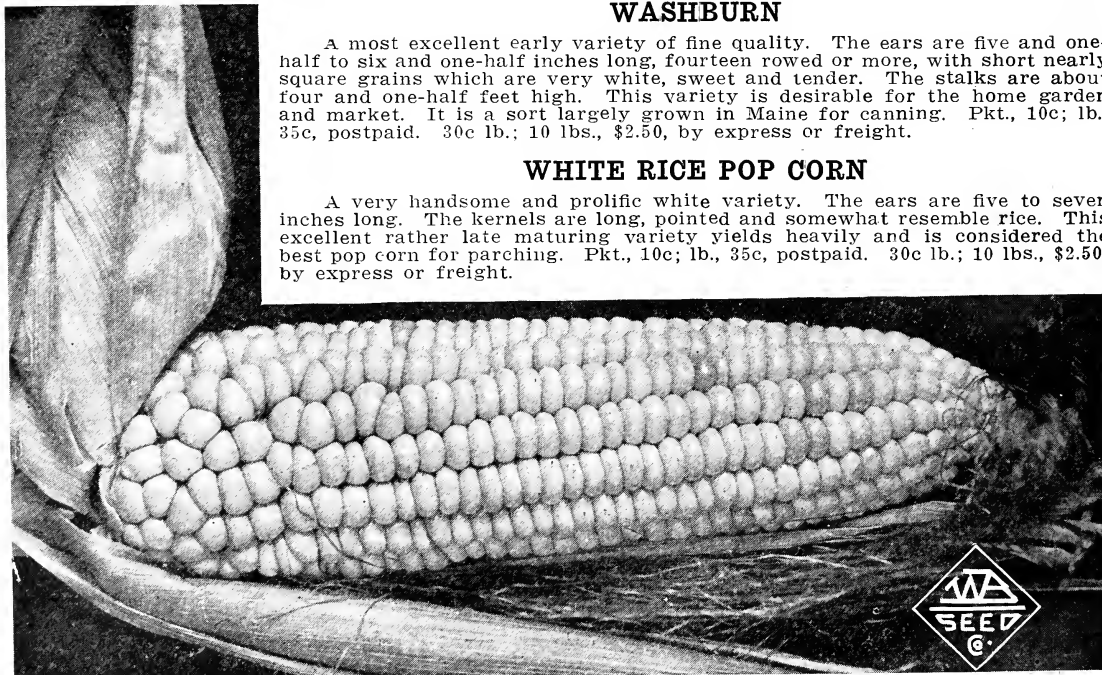 WASHBURN
A most excellent early variety of fine quality. The ears are five and one-
half to six and one-half inches long, fourteen rowed or more, with short nearly
square grains which are very white, sweet and tender. The stalks are about
four and one-half feet high. This variety is desirable for the home garden
and market. It is a sort largely grown in Maine for canning. Pkt., 10c; lb.
35c, postpaid. 30c lb.; 10 lbs., $2.50, by express or freight.
WHITE RICE POP CORN
A very handsome and prolific white variety. The ears are five to seven
inches long. The kernels are long, pointed and somewhat resemble rice. This
excellent rather late maturing variety yields heavily and is considered the
best pop corn for parching. Pkt., 10c; lb., 35c, postpaid. 30c lb.; 10 lbs., $2.50
by express or freight.
WA
SEED
Co.